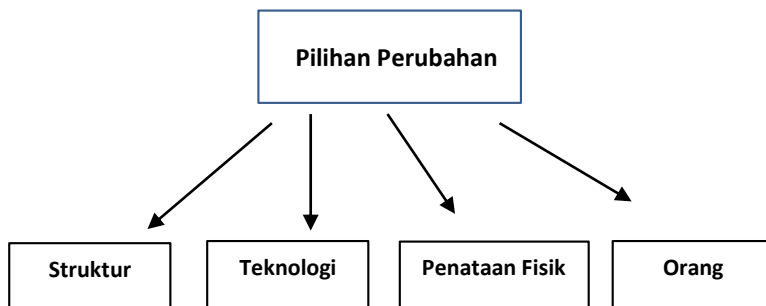 Pilihan Perubahan
Struktur
Teknologi
Penataan Fisik
Orang